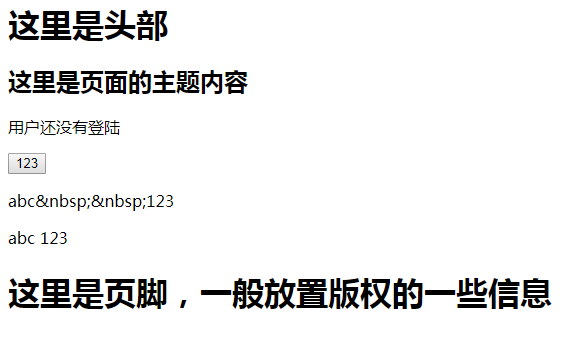 这里是头部
这里是页面的主题内容
用户还没有登陆
123
abc&nbsp;&nbsp;123
abc 123
这里是页脚，一般放置版权的一些信息